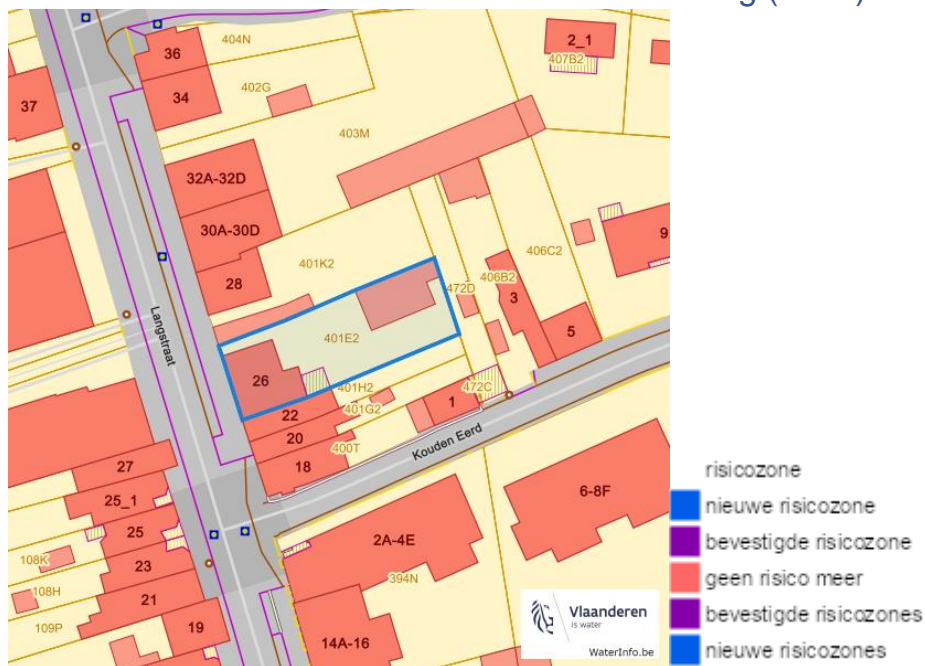 36
404N
2_1
407B2
402G
37
34
403M
32A-32D
30A-30D
406C2
9
401K2
406B2
28
472D
3
5
Langstraat
401E2
26
401H2
472C
22
401G2
1
20
400T
Kouden Eerd
18
27
6-8F
25_1
25
2A-4E
108K
23
394N
108H
21
109P
19
14A-16
Vlaanderen
is water
WaterInfo.be
risicozone
nieuwe risicozone
bevestigde risicozone
geen risico meer
bevestigde risicozones
nieuwe risicozones